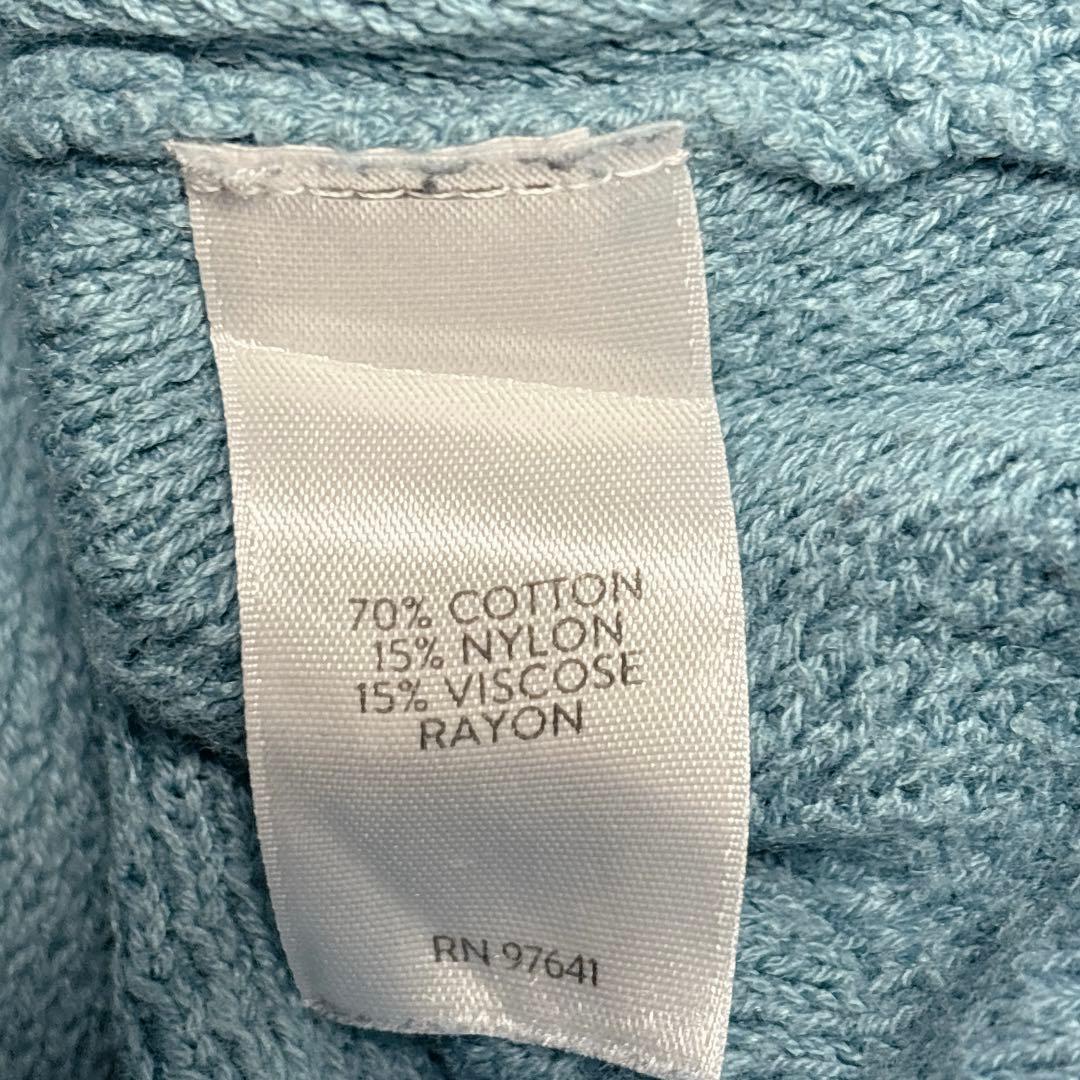 70% COTTON
15% NYLON
15% VISCOSE
RAYON
RN 97641